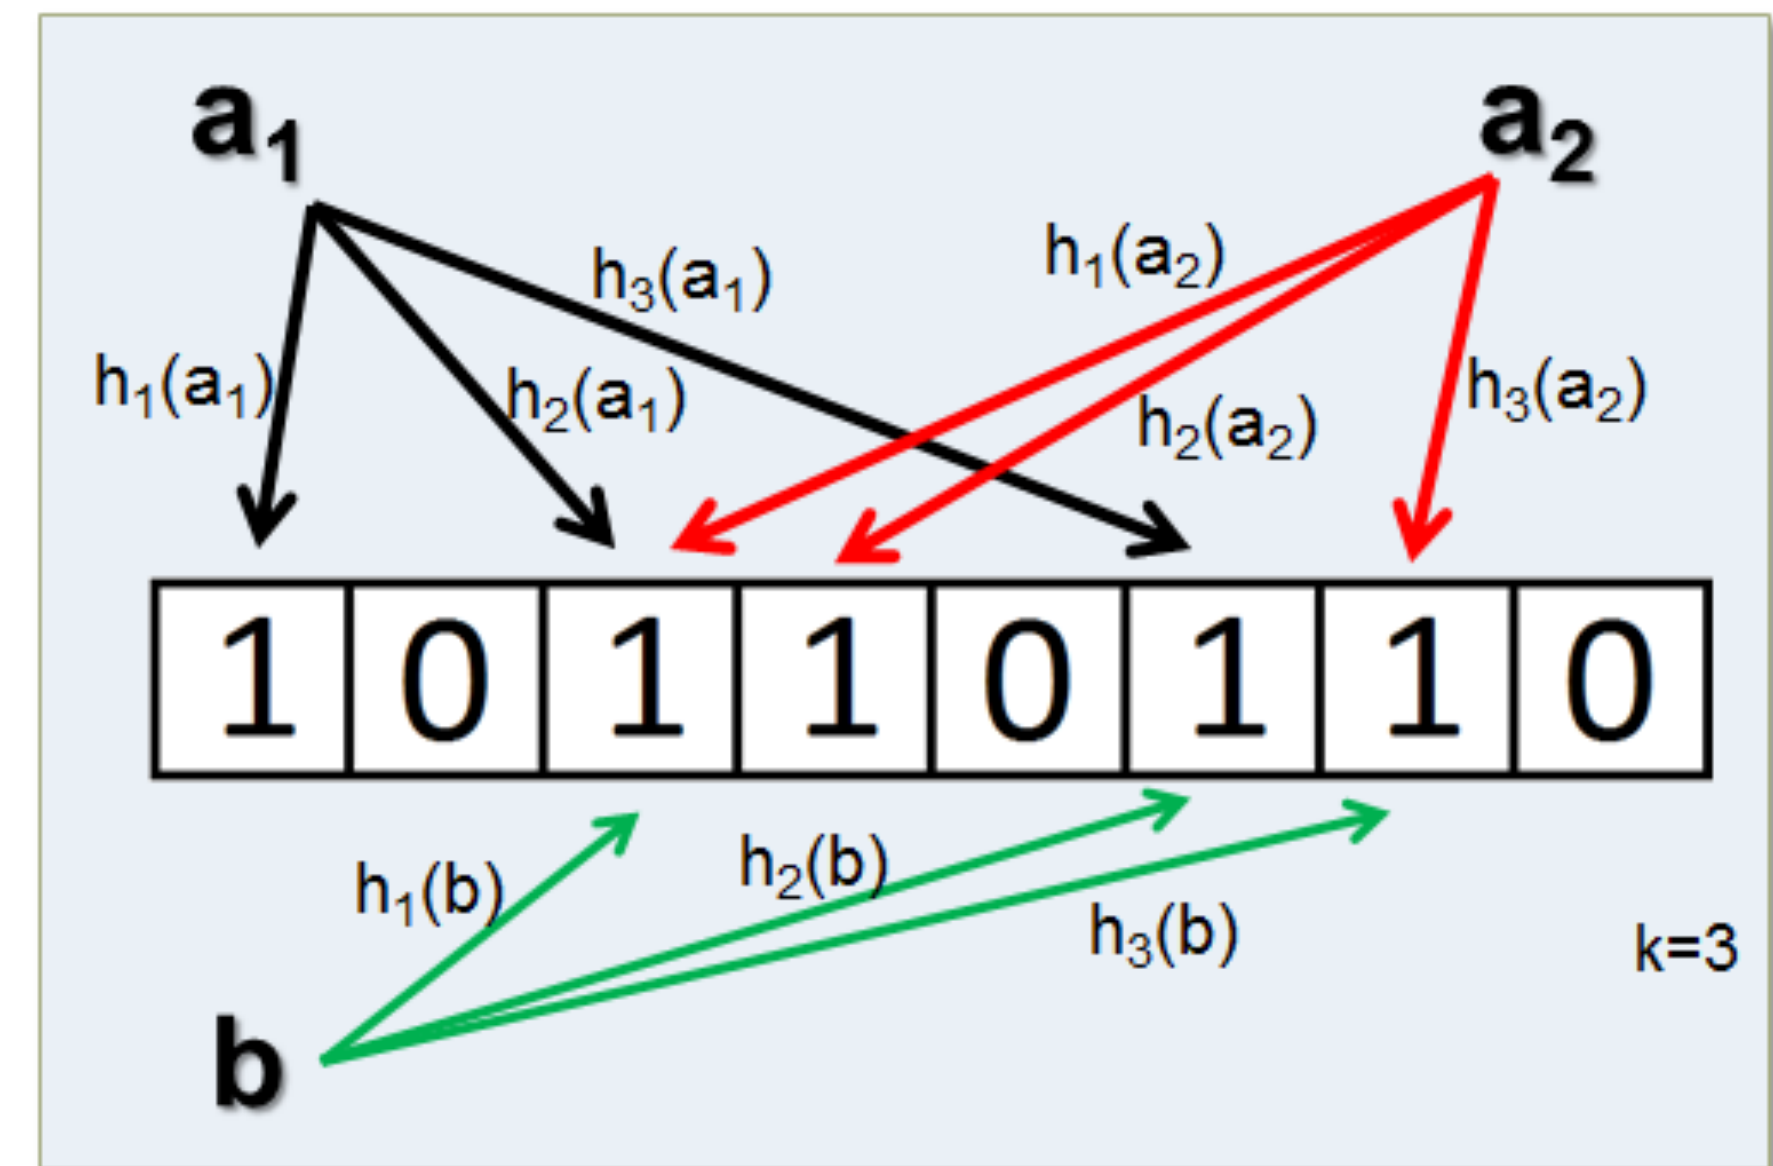 a₁ a₂
h₃(a₁) h₁(a₂)
h₁(a₁) h₂(a₁) h₂(a₂) h₃(a₂)
1 0 1 1 0 1 1 0
h₁(b) h₂(b) h₃(b) k=3
b